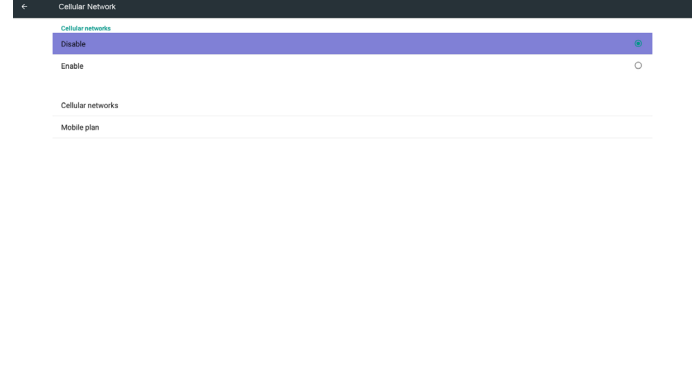 Cellular Network
Cellular networks
Disable
Enable
Cellular networks
Mobile plan